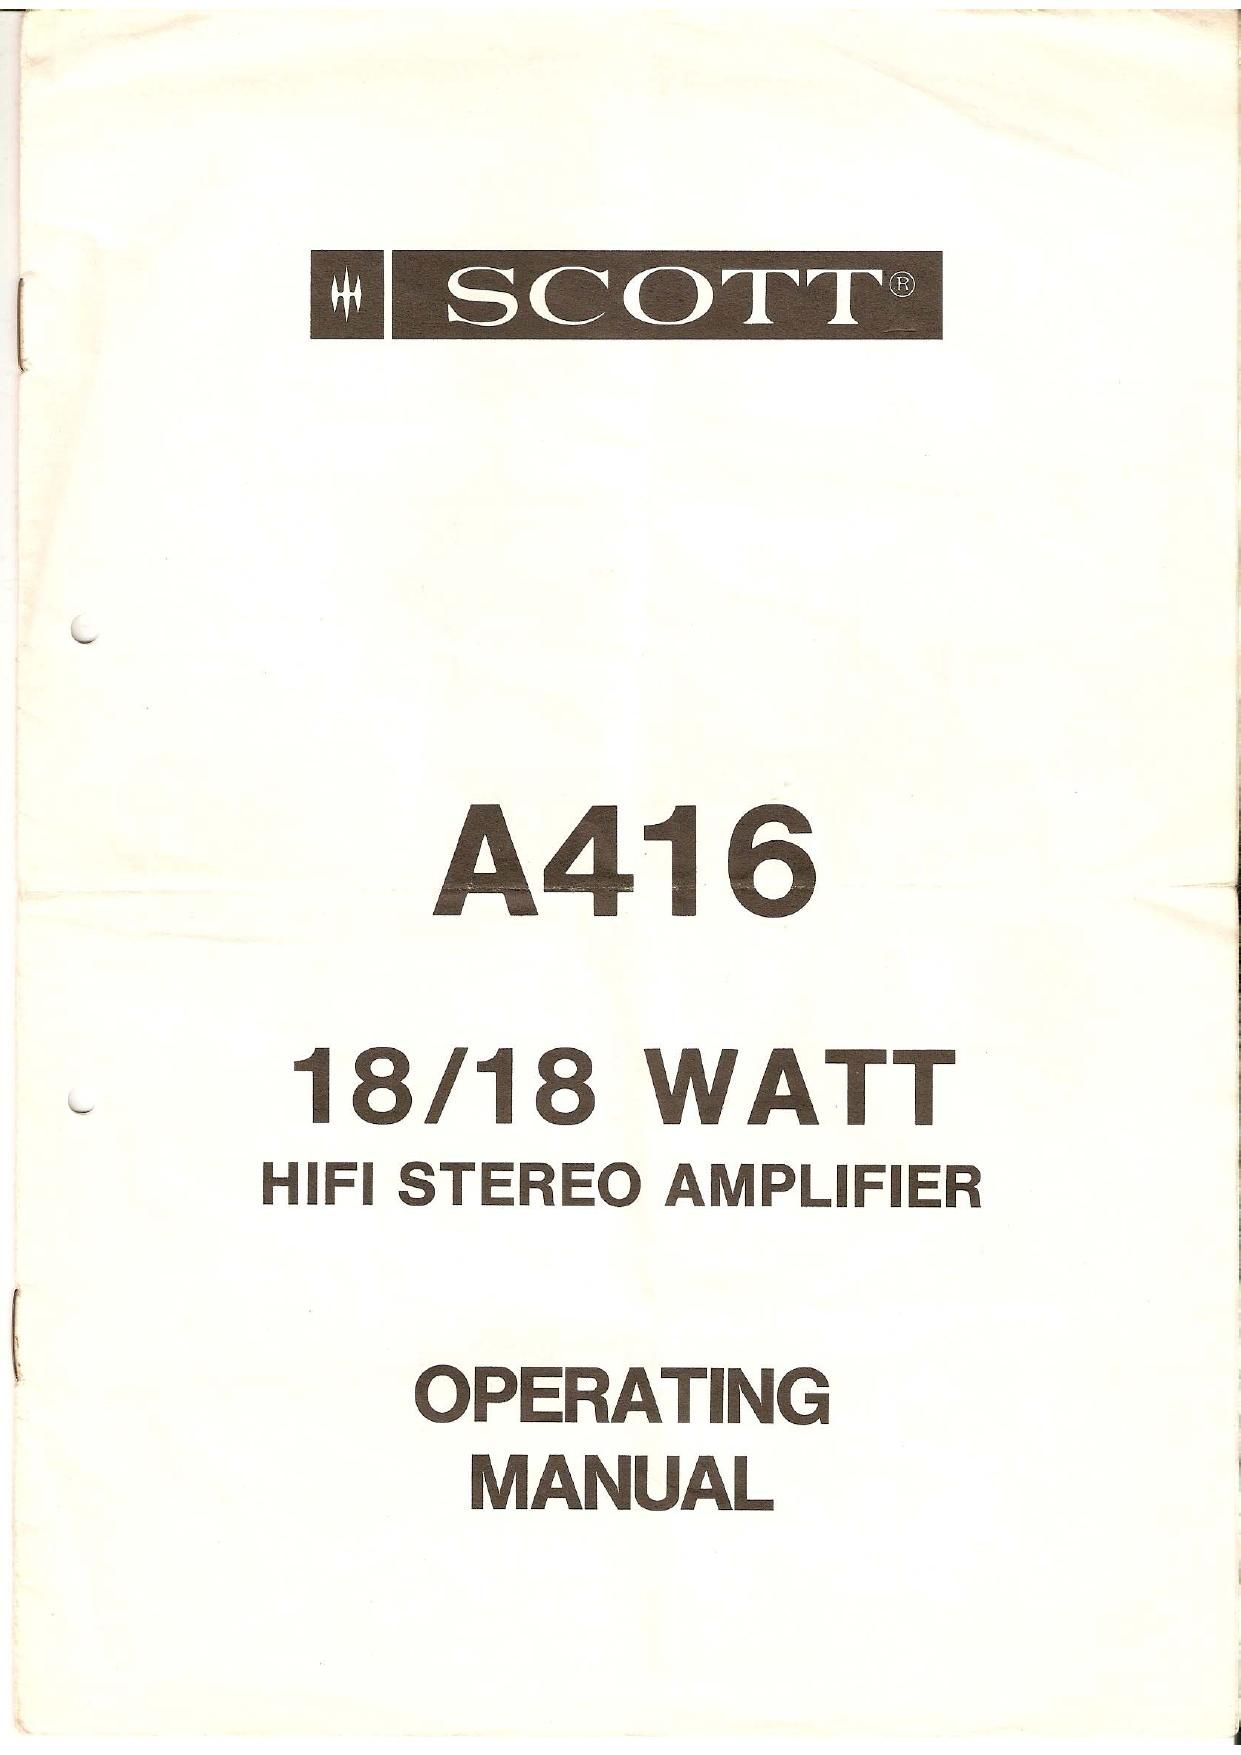 SCOTT®
A416
18/18 WATT
HIFI STEREO AMPLIFIER
OPERATING
MANUAL